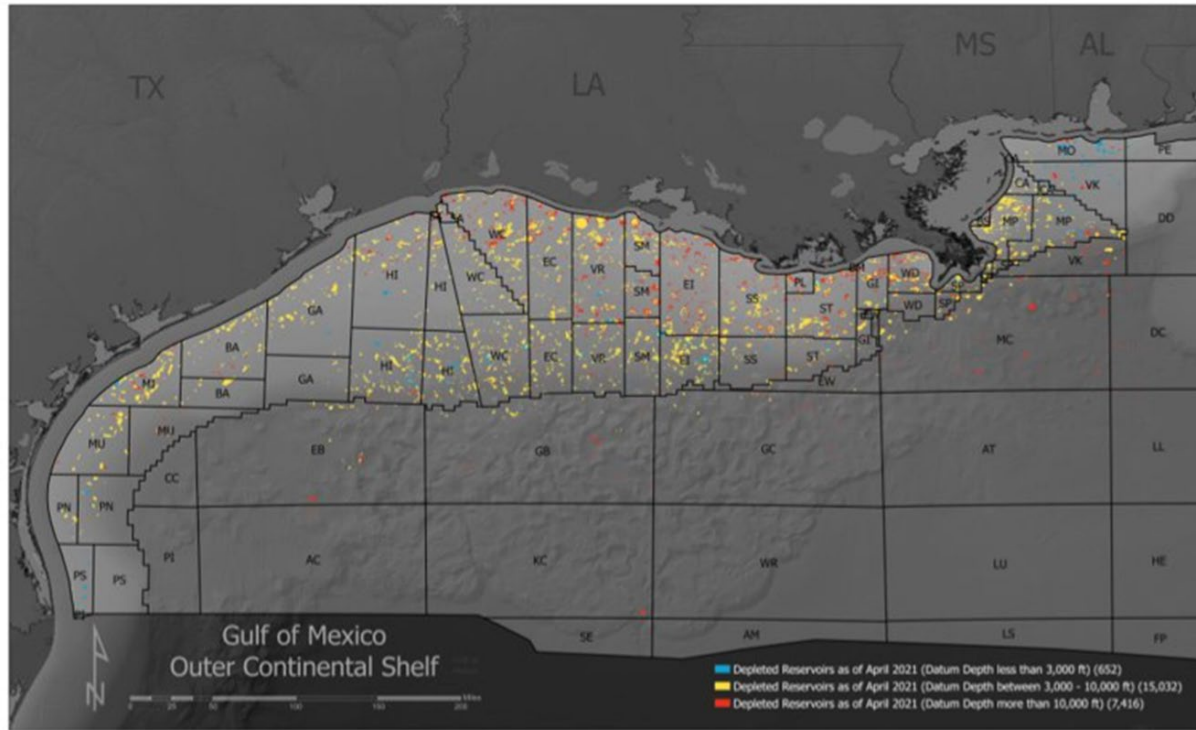 TX
LA
MS
AL
MO
PE
VK
CA
MP
MP
DD
VK
WC
WC
EC
VR
SM
SM
EI
SS
PL
ST
GI
WD
WD
SP
HI
HI
GA
BA
BA
GA
HI
HI
WC
EC
VR
SM
EI
SS
ST
GI
EW
MC
DC
MI
MU
MU
PN
PN
PS
PS
CC
EB
GB
GC
AT
LL
PI
AC
KC
WR
LU
HE
SE
AM
LS
FP
Gulf of Mexico
Outer Continental Shelf
N
0
50
100
150
200
Depleted Reservoirs as of April 2021 (Datum Depth less than 3,000 ft) (652)
Depleted Reservoirs as of April 2021 (Datum Depth between 3,000 - 10,000 ft) (15,032)
Depleted Reservoirs as of April 2021 (Datum Depth more than 10,000 ft) (7,416)